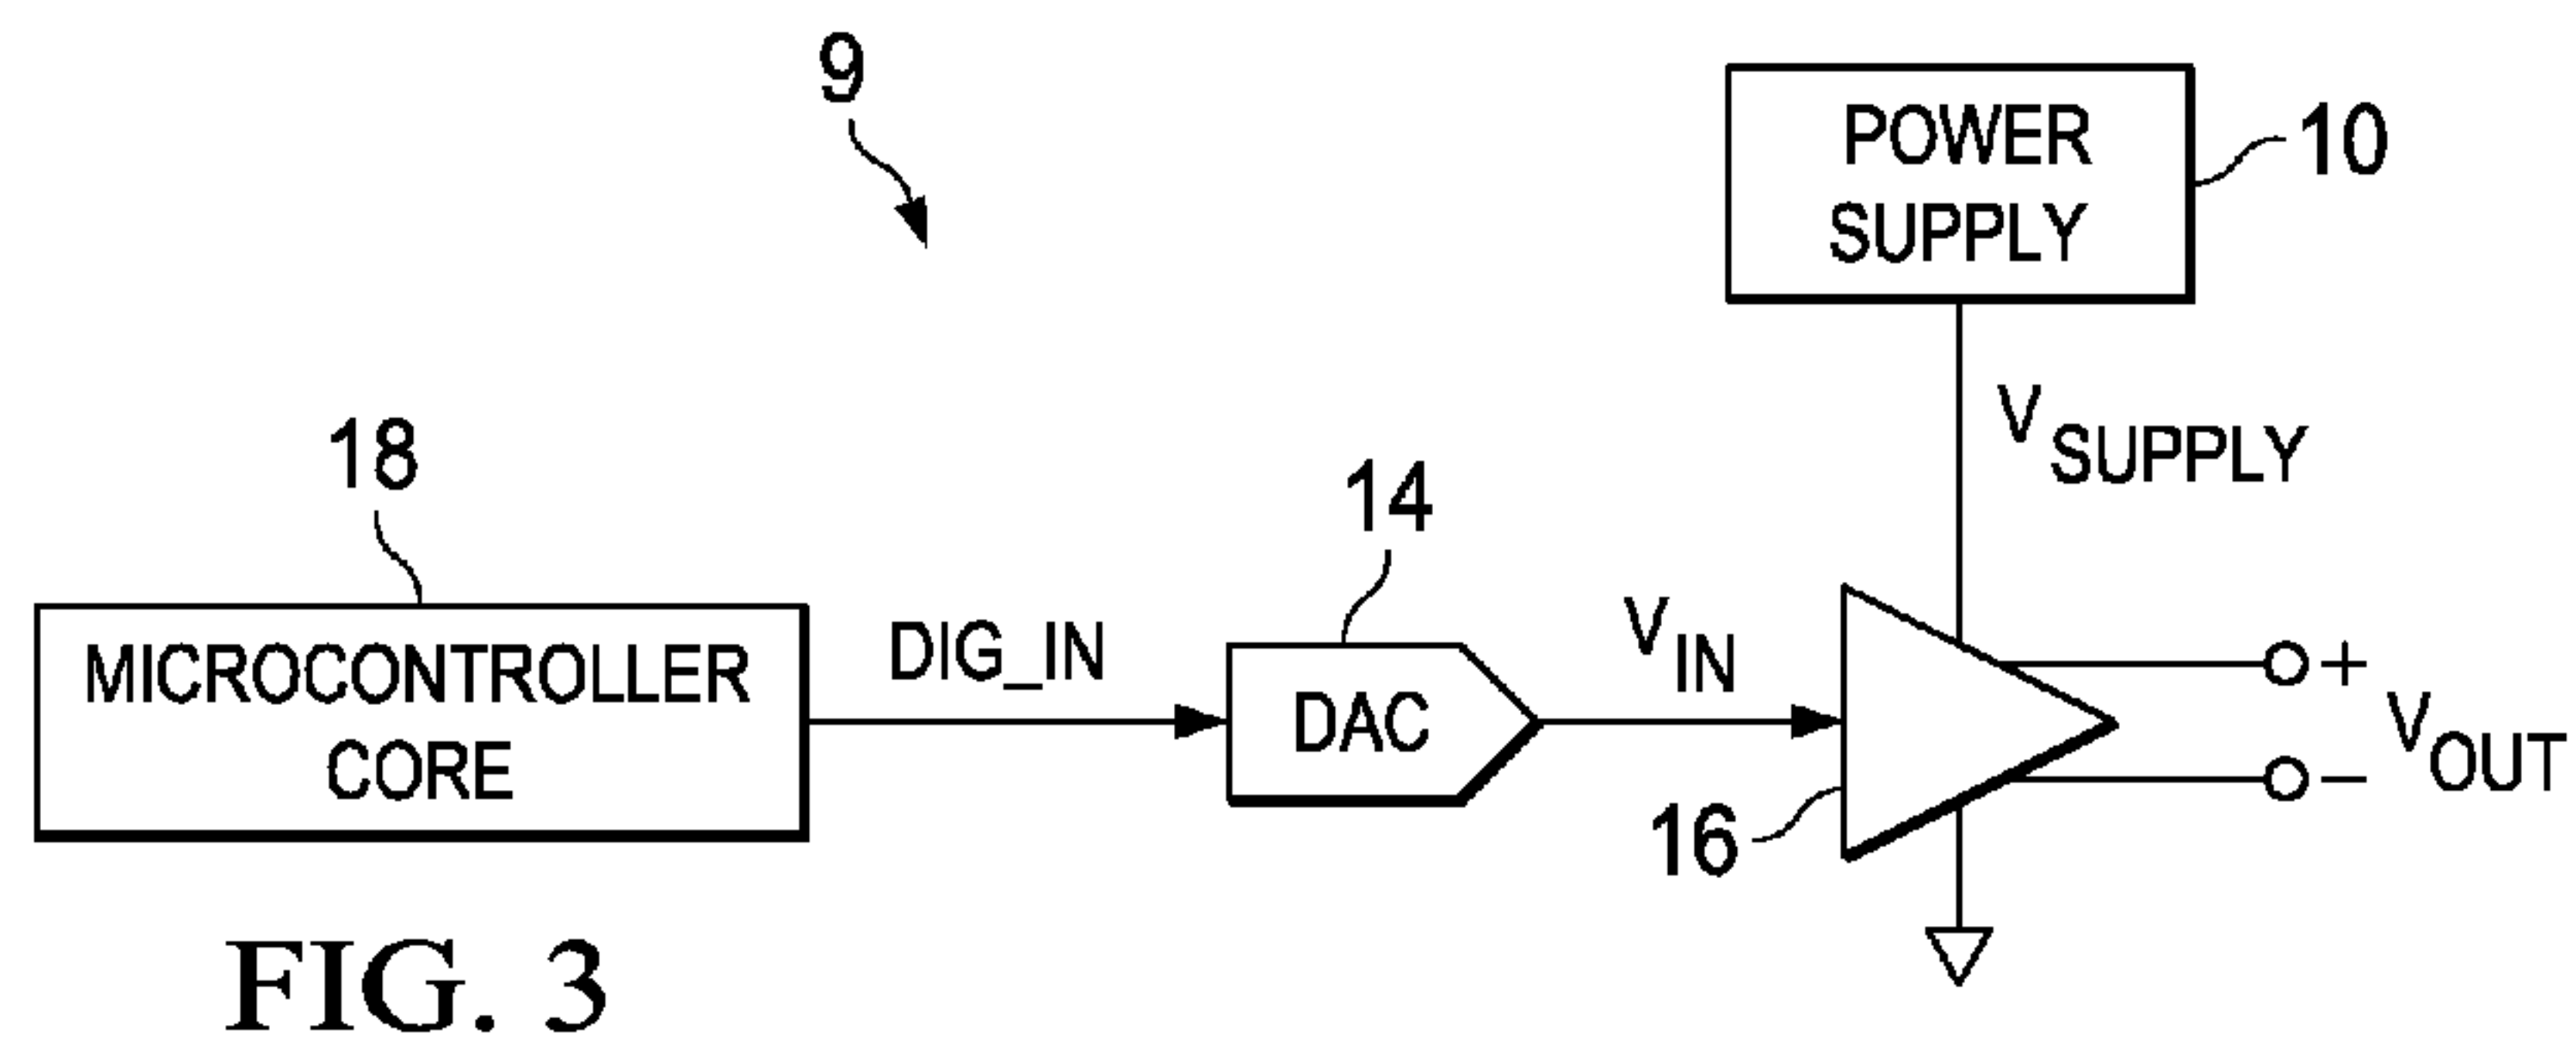 9
POWER
SUPPLY
10
V SUPPLY
18
14
MICROCONTROLLER
CORE
DIG_IN
DAC
V IN
16
+
V OUT
–
FIG. 3